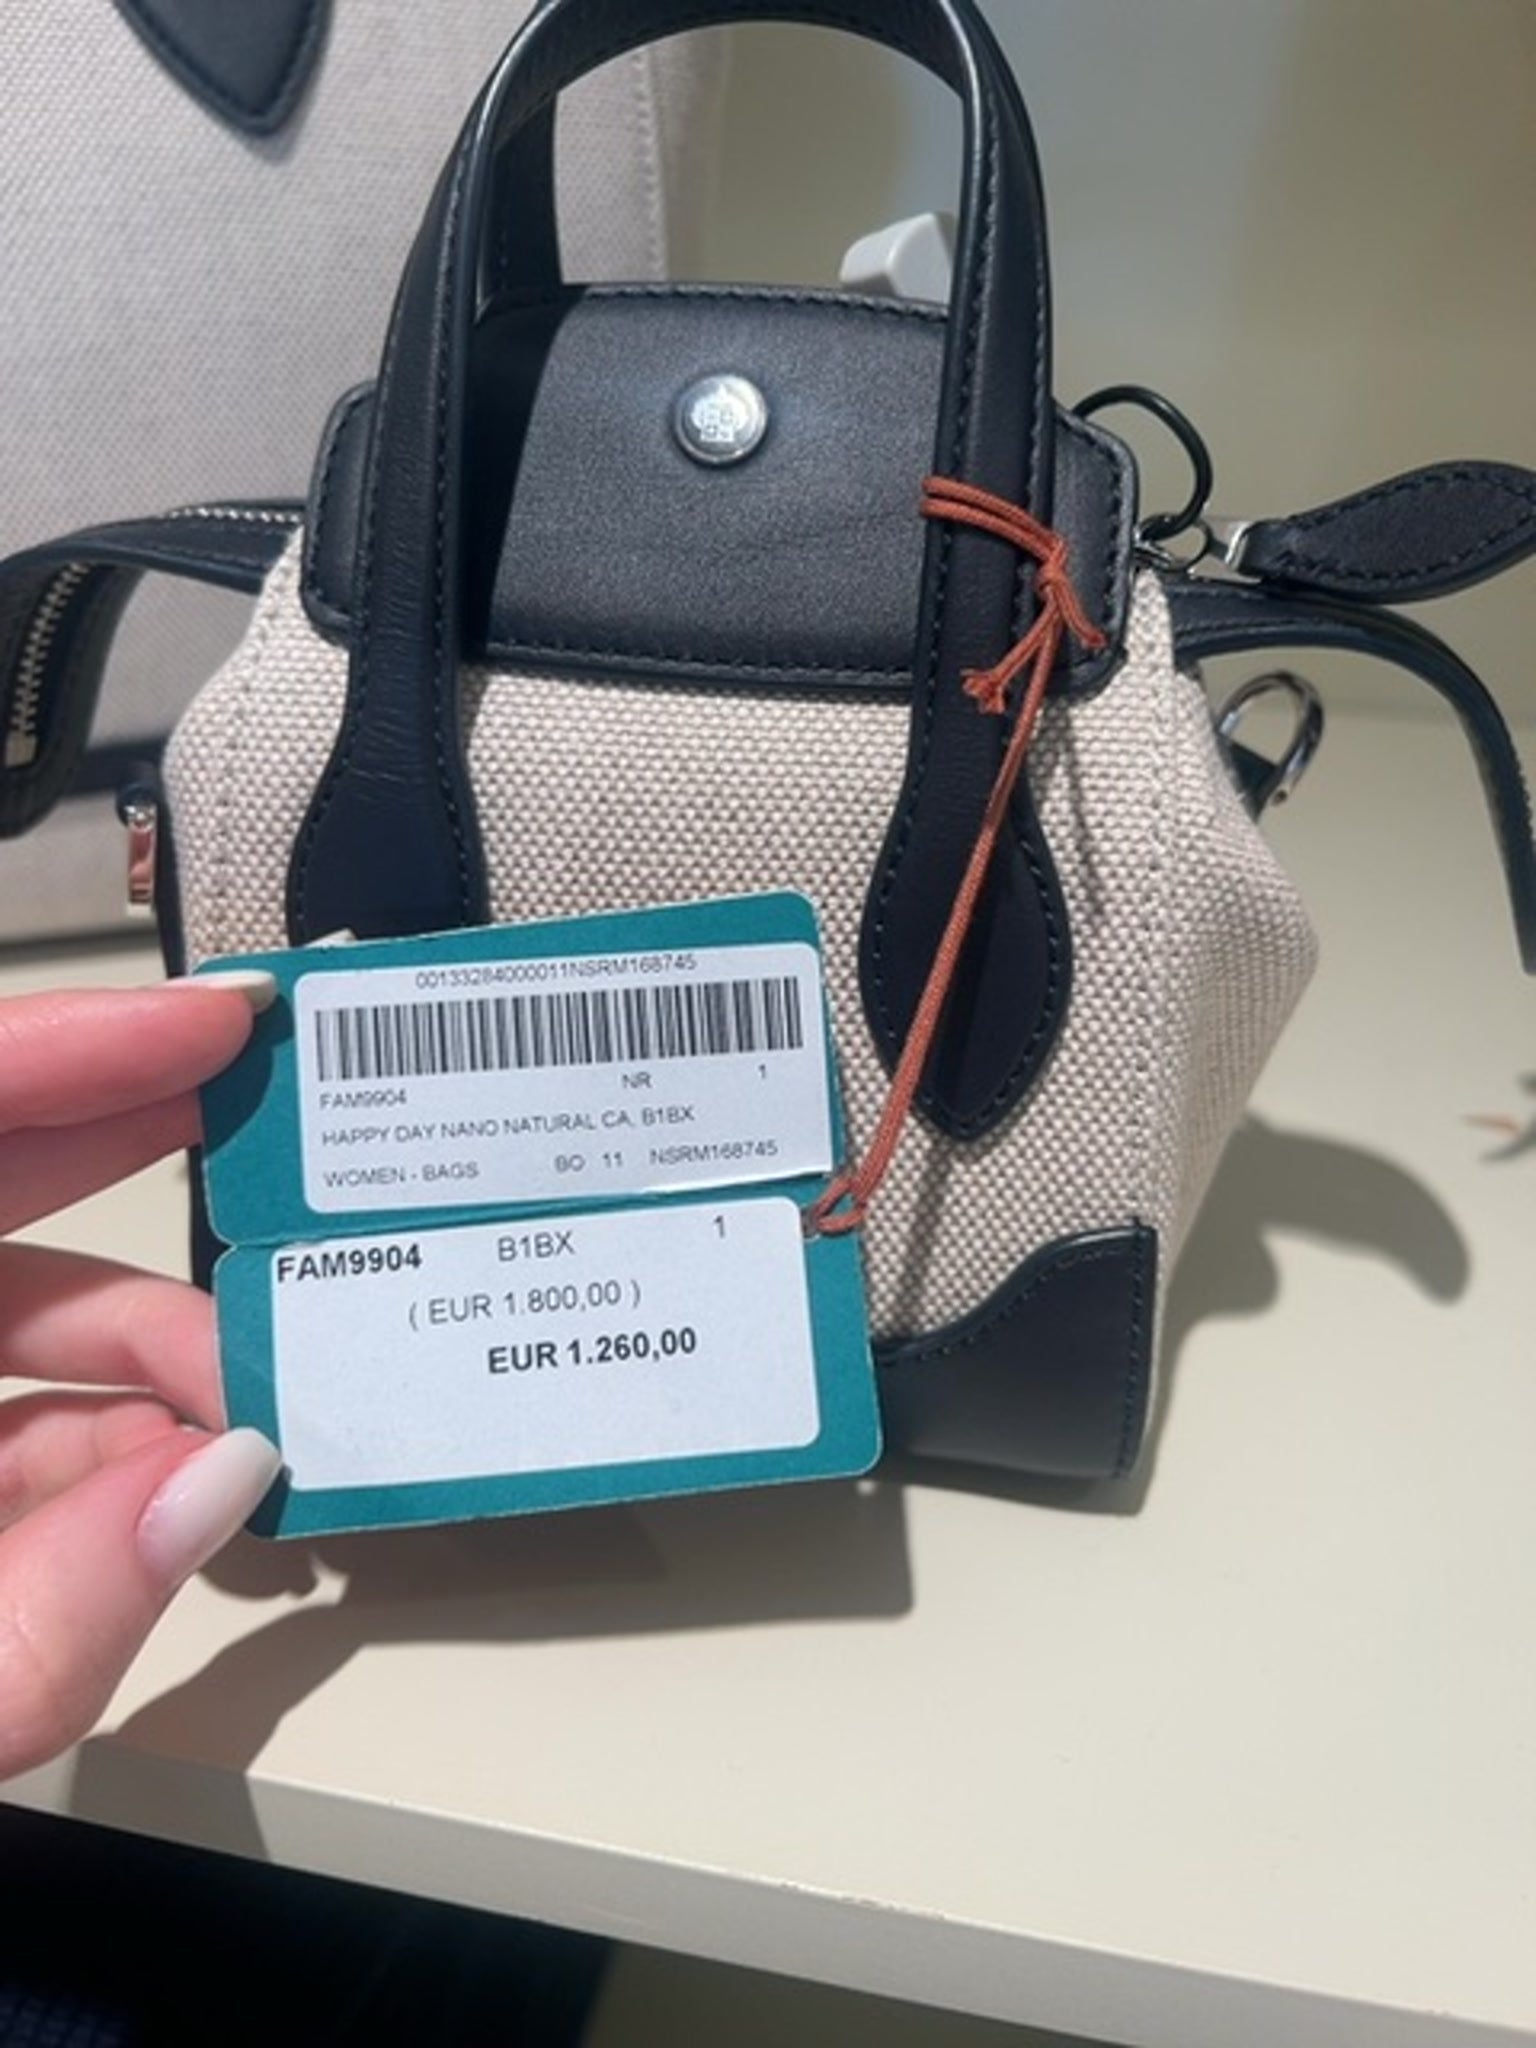 00133284000011NSRM168745
FAM9904 NR 1
HAPPY DAY NANO NATURAL CA, B1BX
WOMEN - BAGS BO 11 NSRM168745
FAM9904 B1BX 1
( EUR 1.800,00 )
EUR 1.260,00